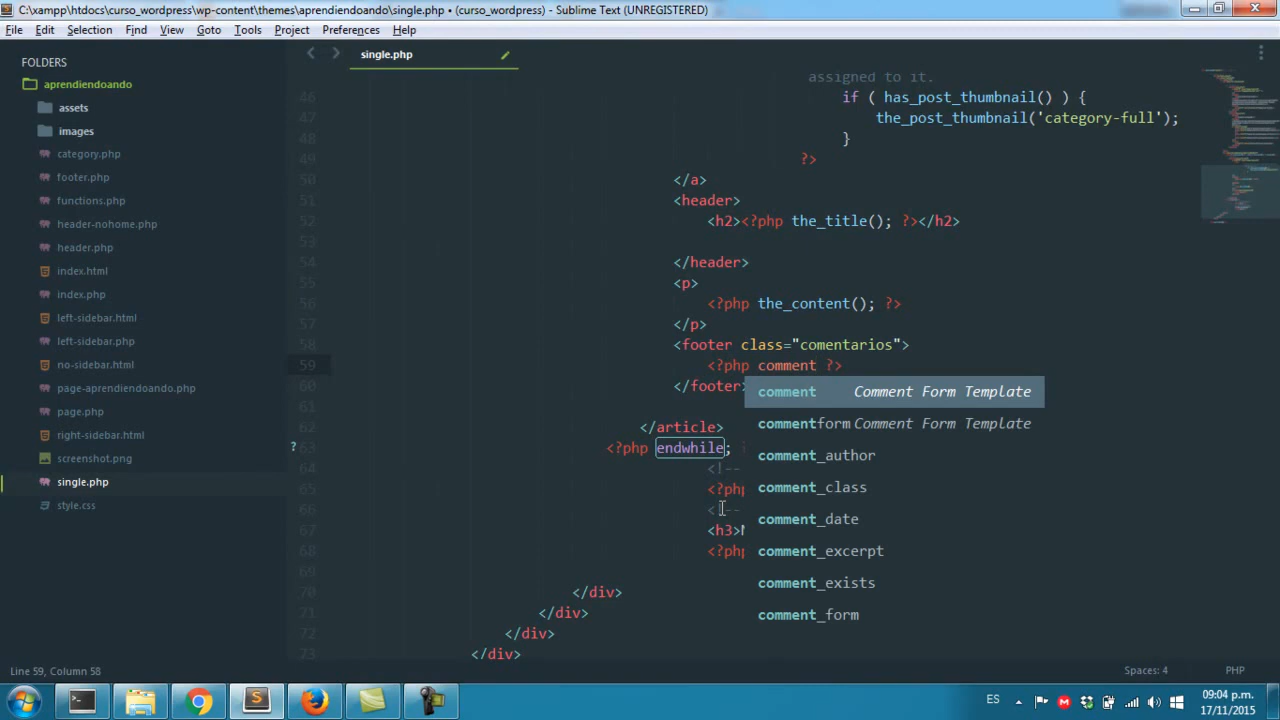 C:\xampp\htdocs\curso_wordpress\wp-content\themes\aprendiendoando\single.php • (curso_wordpress) - Sublime Text (UNREGISTERED)
File Edit Selection Find View Goto Tools Project Preferences Help
FOLDERS
aprendiendoando
assets
images
category.php
footer.php
functions.php
header-nohome.php
header.php
index.html
index.php
left-sidebar.html
left-sidebar.php
no-sidebar.html
page-aprendiendoando.php
page.php
right-sidebar.html
screenshot.png
single.php
style.css
single.php
assigned to it.
46 if ( has_post_thumbnail() ) {
47 the_post_thumbnail('category-full');
48 }
49 ?>
50 </a>
51 <header>
52 <h2><?php the_title(); ?></h2>
53
54 </header>
55 <p>
56 <?php the_content(); ?>
57 </p>
58 <footer class="comentarios">
59 <?php comment ?>
60 </footer>
61
62 </article>
? 63 <?php endwhile;
64 <!--
65 <?php
66 <!--
67 <h3>
68 <?php
69
70 </div>
71 </div>
72 </div>
73 </div>
comment Comment Form Template
commentform Comment Form Template
comment_author
comment_class
comment_date
comment_excerpt
comment_exists
comment_form
Line 59, Column 58 Spaces: 4 PHP
ES 09:04 p.m.
17/11/2015